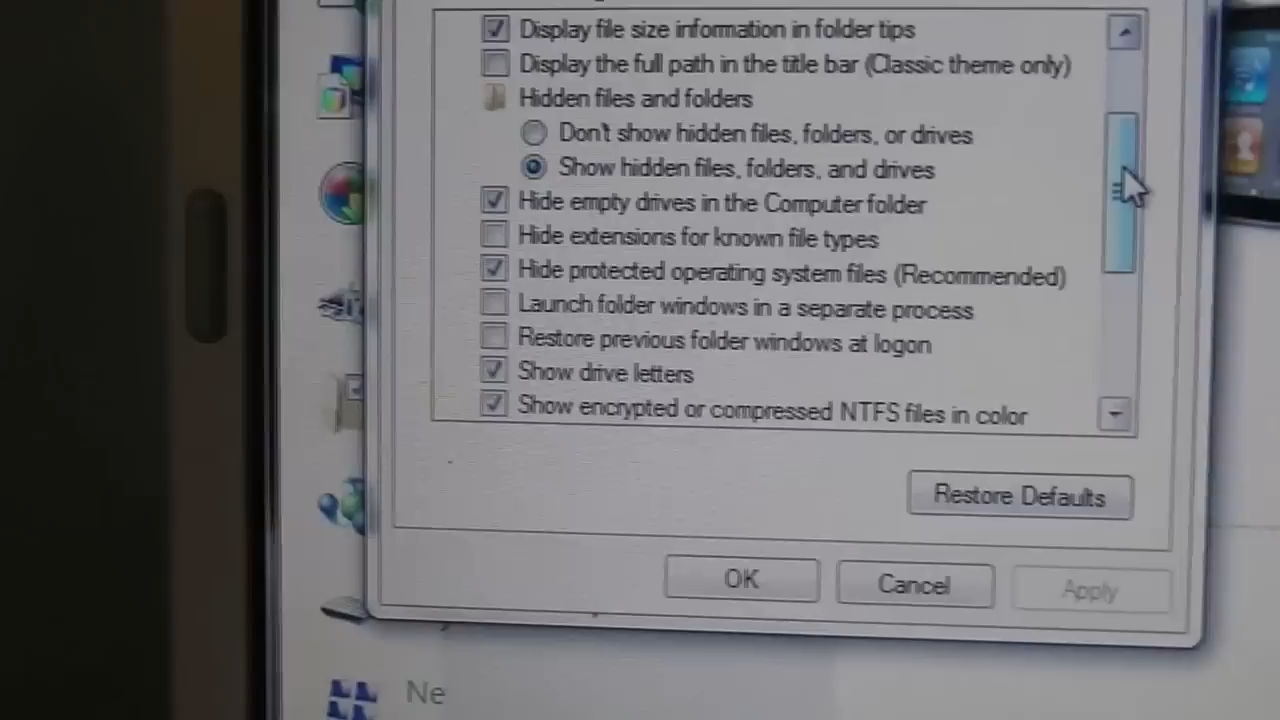 Display file size information in folder tips
Display the full path in the title bar (Classic theme only)
Hidden files and folders
Don't show hidden files, folders, or drives
Show hidden files, folders, and drives
Hide empty drives in the Computer folder
Hide extensions for known file types
Hide protected operating system files (Recommended)
Launch folder windows in a separate process
Restore previous folder windows at logon
Show drive letters
Show encrypted or compressed NTFS files in color
Restore Defaults
OK
Cancel
Apply
Ne